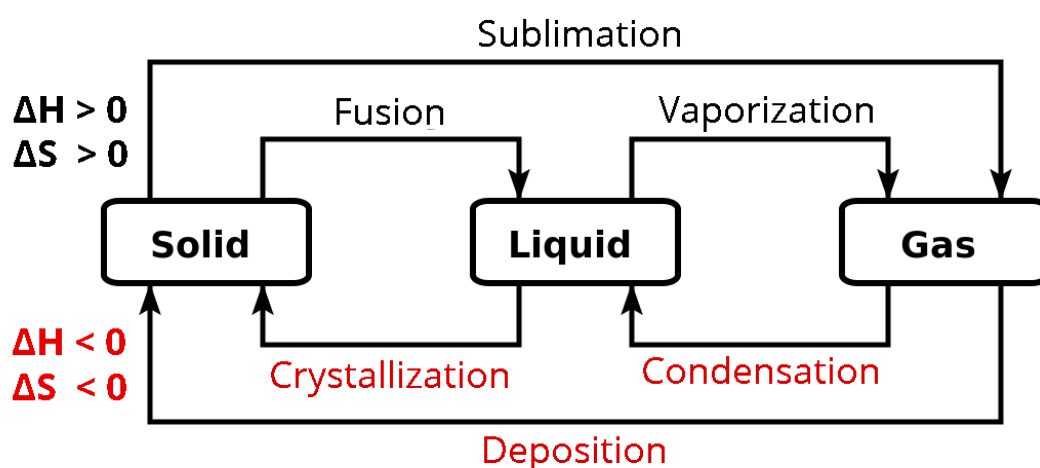 Sublimation
ΔH > 0
Fusion
Vaporization
ΔS > 0
Solid
Liquid
Gas
ΔH < 0
Crystallization
Condensation
ΔS < 0
Deposition